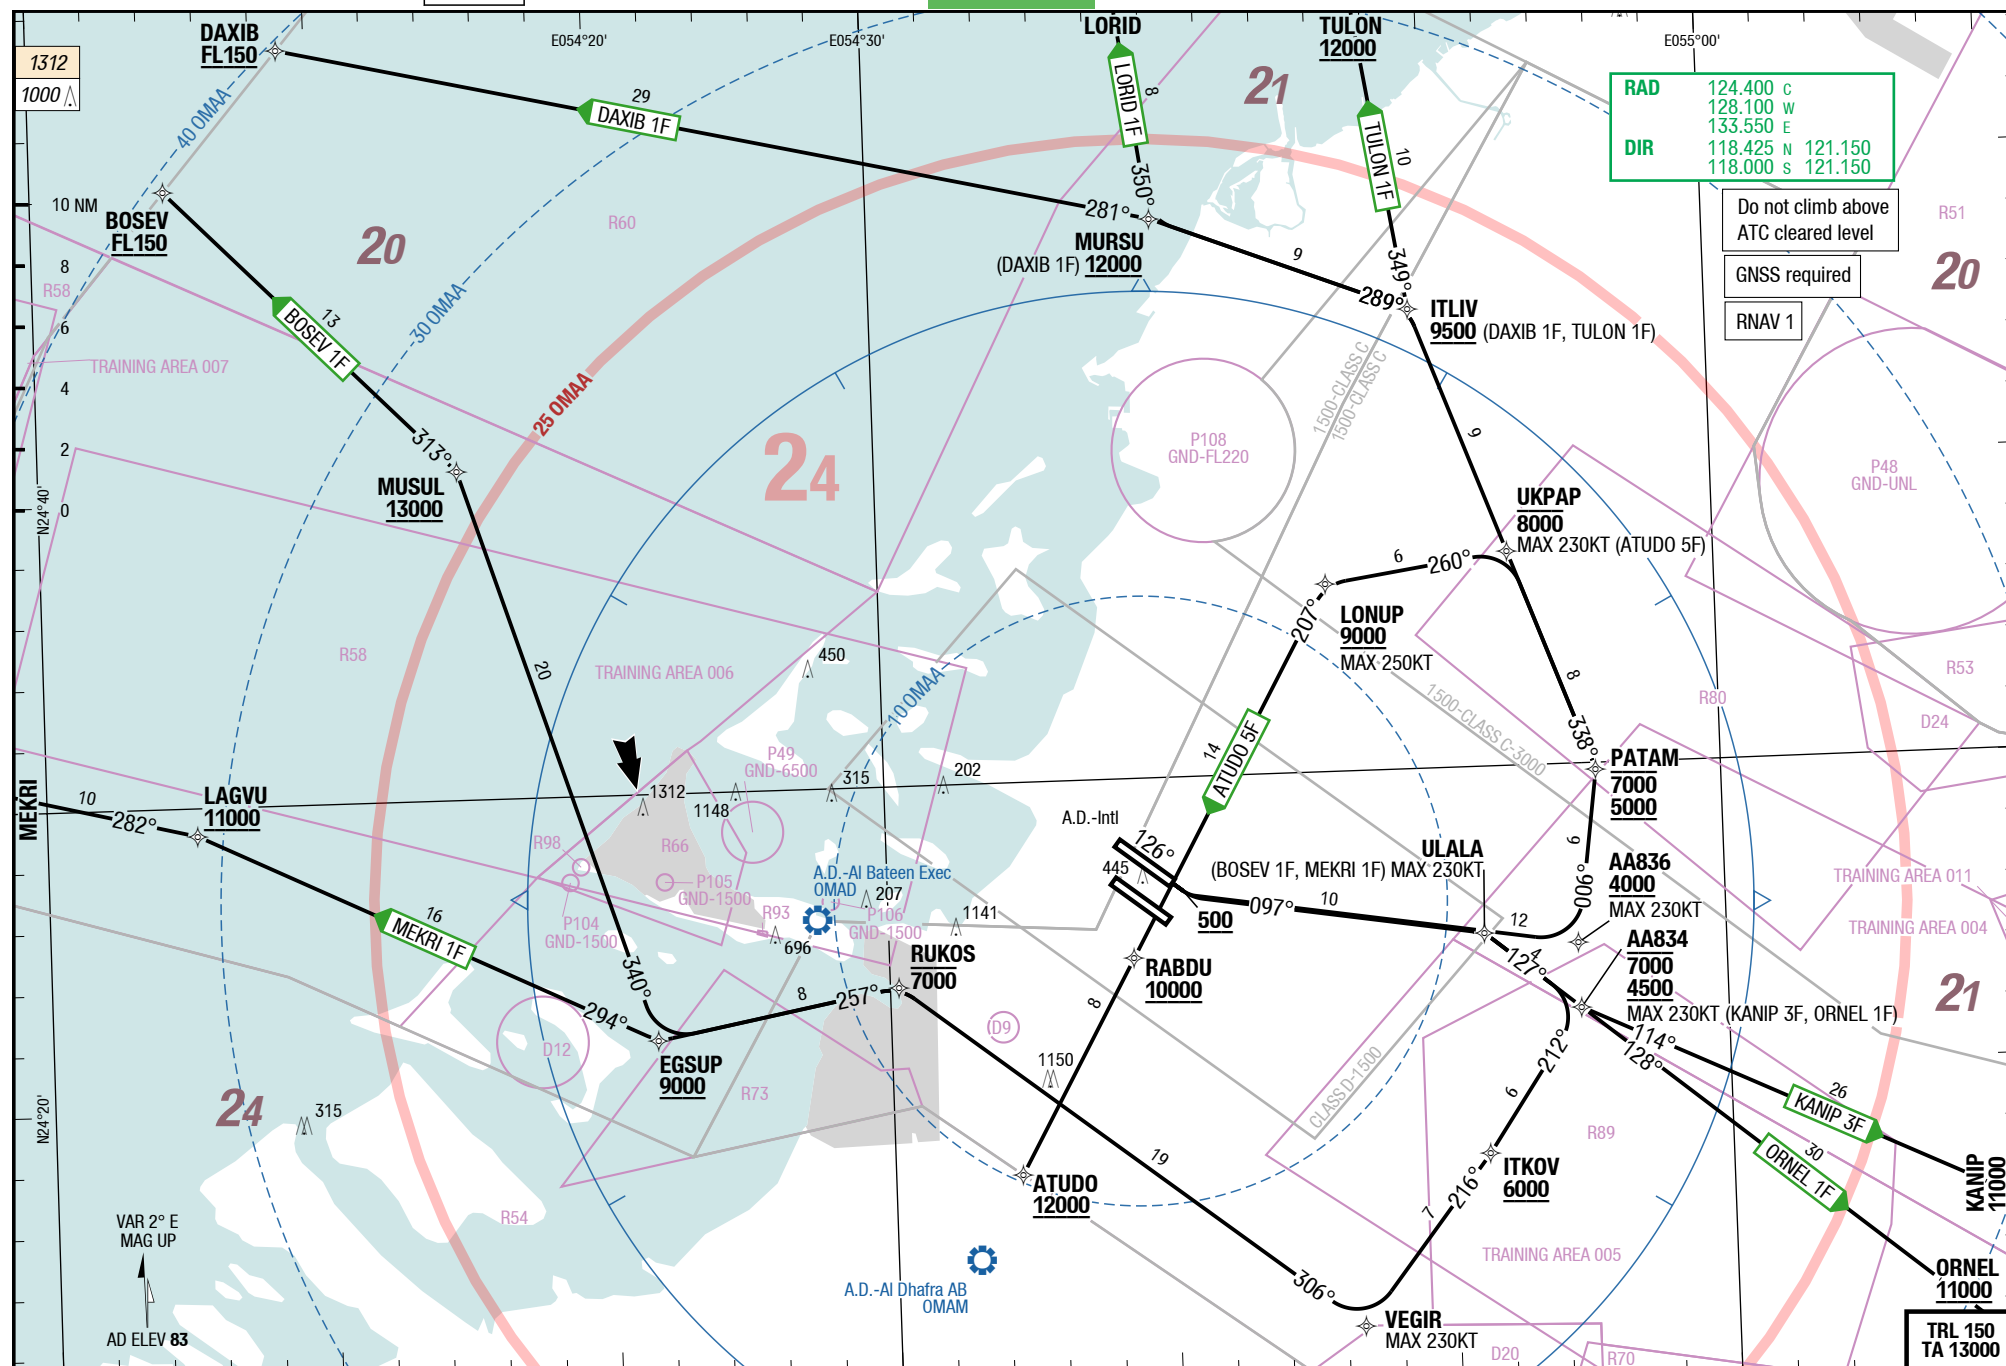 DAXIB
FL150
LORID
TULON
12000
E054°20'
E054°30'
E055°00'
1312
1000
40 OMAA
29
DAXIB 1F
LORID 1F
8
21
TULON 1F
10
RAD 124.400 C
128.100 W
133.550 E
DIR 118.425 N 121.150
118.000 S 121.150
Do not climb above
ATC cleared level
GNSS required
RNAV 1
R51
20
10 NM
8
6
4
2
0
BOSEV
FL150
20
R60
281°
350°
MURSU
(DAXIB 1F) 12000
9
349°
289°
ITLIV
9500 (DAXIB 1F, TULON 1F)
R58
TRAINING AREA 007
13
BOSEV 1F
30 OMAA
25 OMAA
313°
MUSUL
13000
24
P108
GND-FL220
1500-CLASS C
1500-CLASS C
9
P48
GND-UNL
N24°40'
UKPAP
8000
MAX 230KT (ATUDO 5F)
6
260°
207°
LONUP
9000
MAX 250KT
8
338°
R58
20
TRAINING AREA 006
450
10 OMAA
1500-CLASS C-3000
R80
R53
D24
PATAM
7000
5000
P49
GND-6500
315
202
1312
1148
14
ATUDO 5F
MEKRI
10
282°
LAGVU
11000
R98
R66
P105
GND-1500
P104
GND-1500
R93
696
A.D.-Al Bateen Exec
OMAD
207
P106
GND-1500
1141
A.D.-Intl
126°
445
500
097°
10
ULALA
(BOSEV 1F, MEKRI 1F) MAX 230KT
9
006°
12
AA836
4000
MAX 230KT
TRAINING AREA 011
TRAINING AREA 004
16
MEKRI 1F
294°
340°
8
257°
RUKOS
7000
RABDU
10000
8
4
127°
AA834
7000
4500
MAX 230KT (KANIP 3F, ORNEL 1F)
21
D9
D12
EGSUP
9000
R73
1150
CLASS D-1500
212°
6
114°
128°
26
KANIP 3F
30
ORNEL 1F
R89
24
315
N24°20'
R54
ATUDO
12000
19
216°
7
ITKOV
6000
KANIP
11000
TRAINING AREA 005
VAR 2° E
MAG UP
AD ELEV 83
A.D.-Al Dhafra AB
OMAM
306°
VEGIR
MAX 230KT
D20
R70
ORNEL
11000
TRL 150
TA 13000